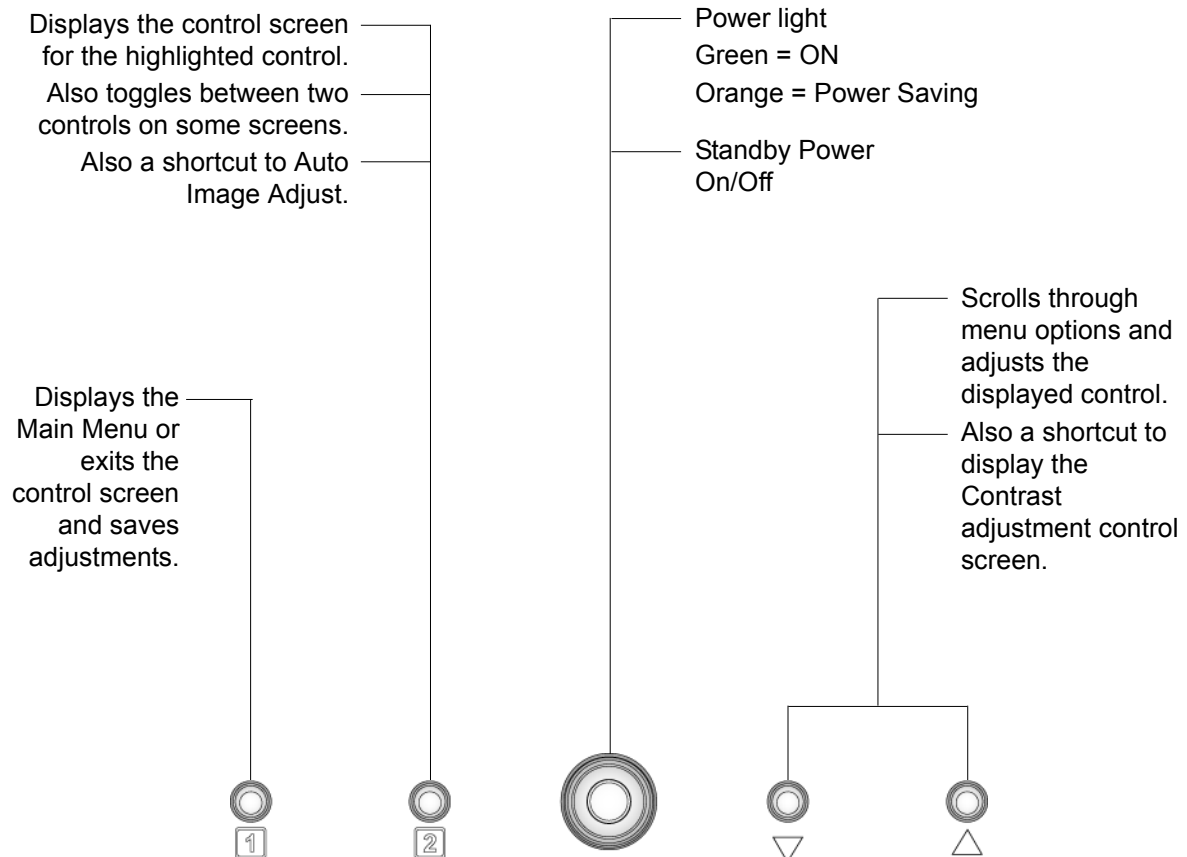 Displays the control screen
for the highlighted control.
Also toggles between two
controls on some screens.
Also a shortcut to Auto
Image Adjust.
Power light
Green = ON
Orange = Power Saving
Standby Power
On/Off
Displays the
Main Menu or
exits the
control screen
and saves
adjustments.
Scrolls through
menu options and
adjusts the
displayed control.
Also a shortcut to
display the
Contrast
adjustment control
screen.
1
2